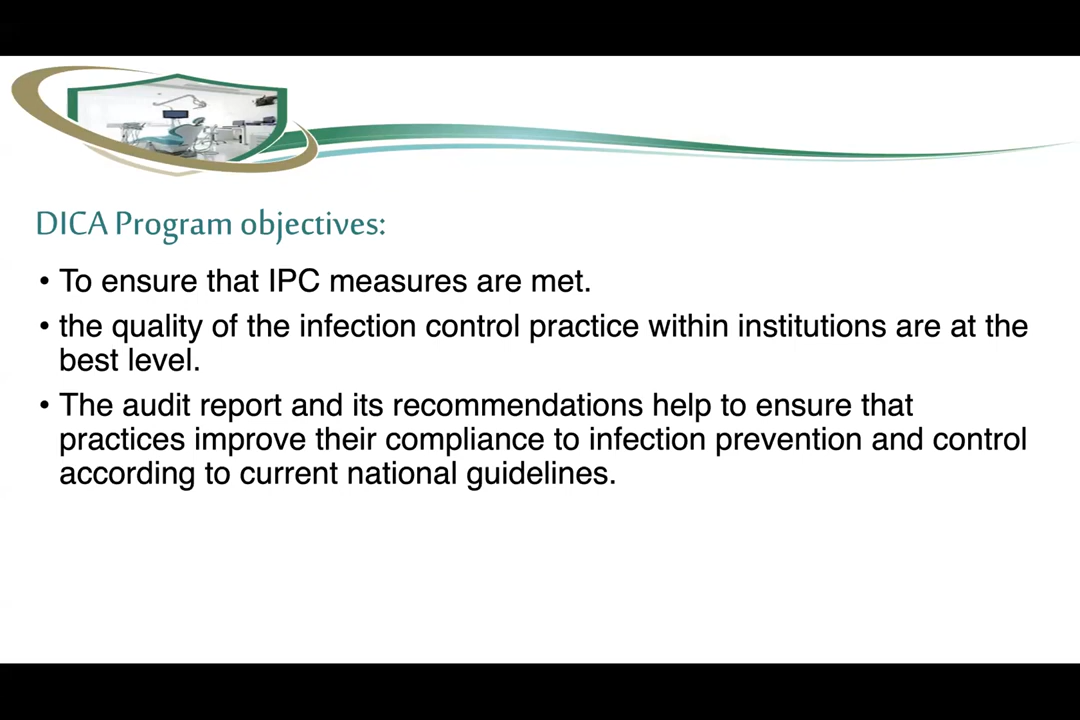 DICA Program objectives:
• To ensure that IPC measures are met.
• the quality of the infection control practice within institutions are at the
best level.
• The audit report and its recommendations help to ensure that
practices improve their compliance to infection prevention and control
according to current national guidelines.